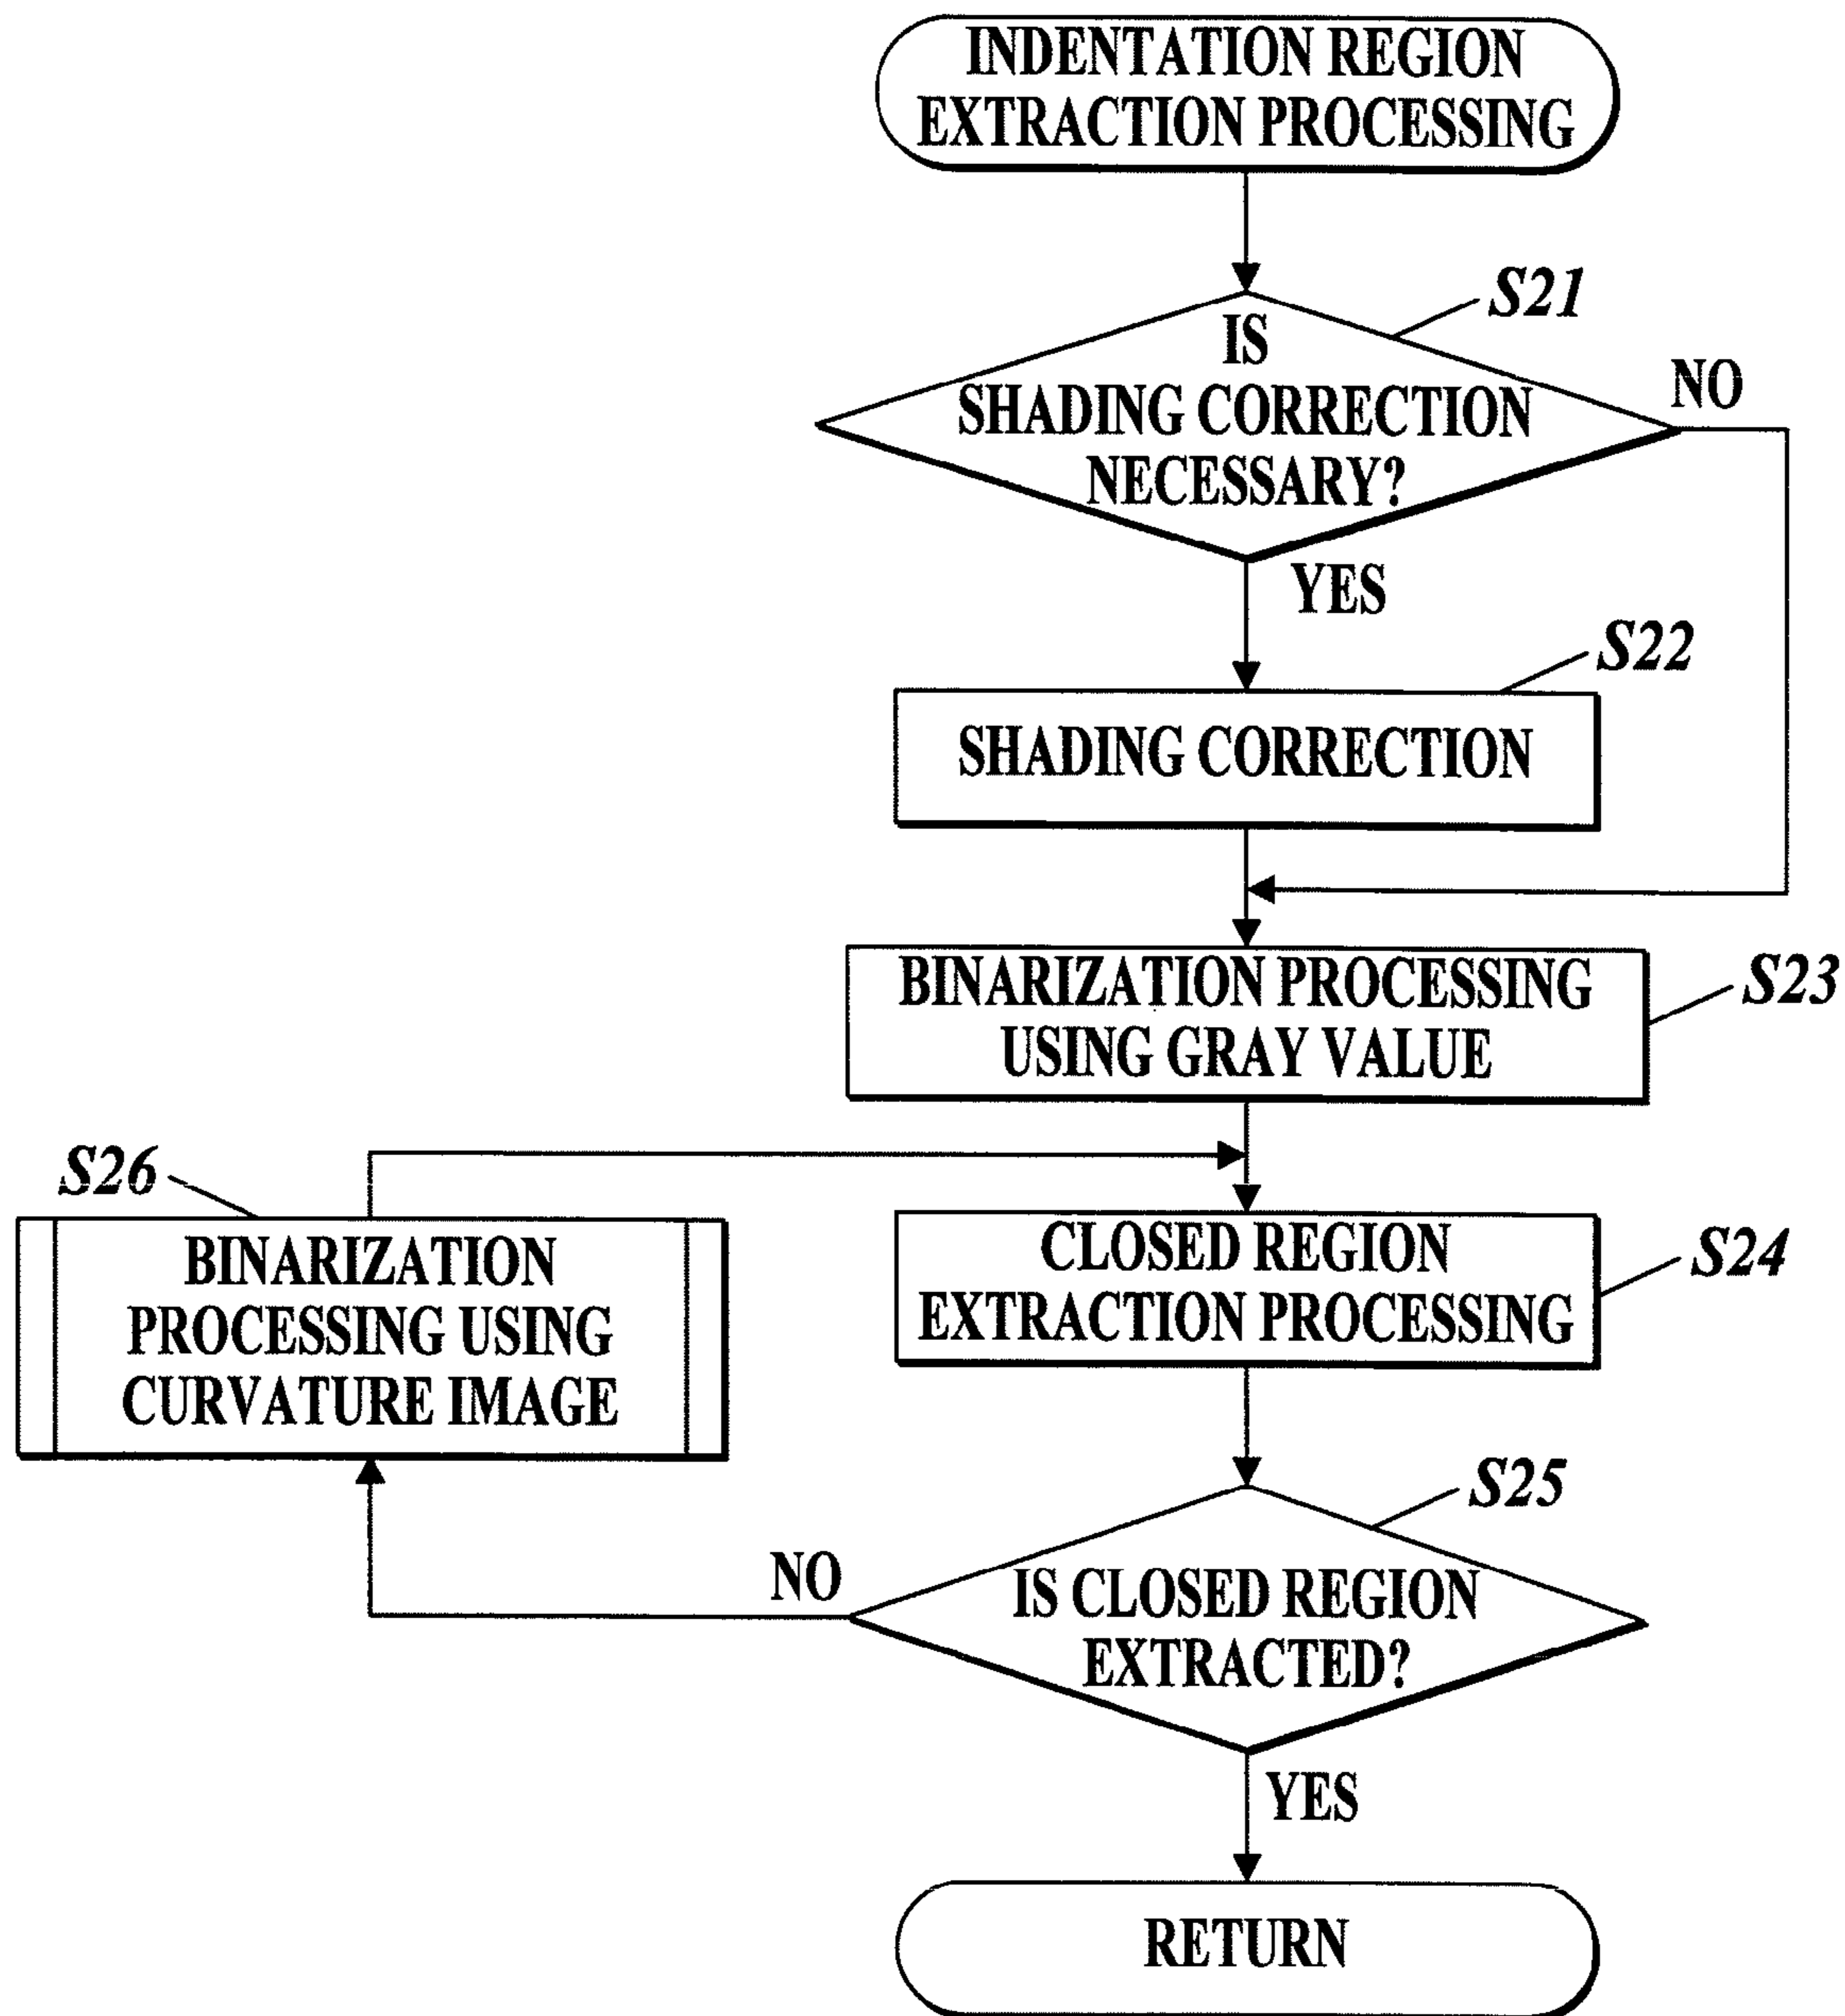 INDENTATION REGION
EXTRACTION PROCESSING
S21
IS
SHADING CORRECTION
NECESSARY?
NO
YES
S22
SHADING CORRECTION
BINARIZATION PROCESSING
USING GRAY VALUE
S23
S26
BINARIZATION
PROCESSING USING
CURVATURE IMAGE
CLOSED REGION
EXTRACTION PROCESSING
S24
S25
NO
IS CLOSED REGION
EXTRACTED?
YES
RETURN